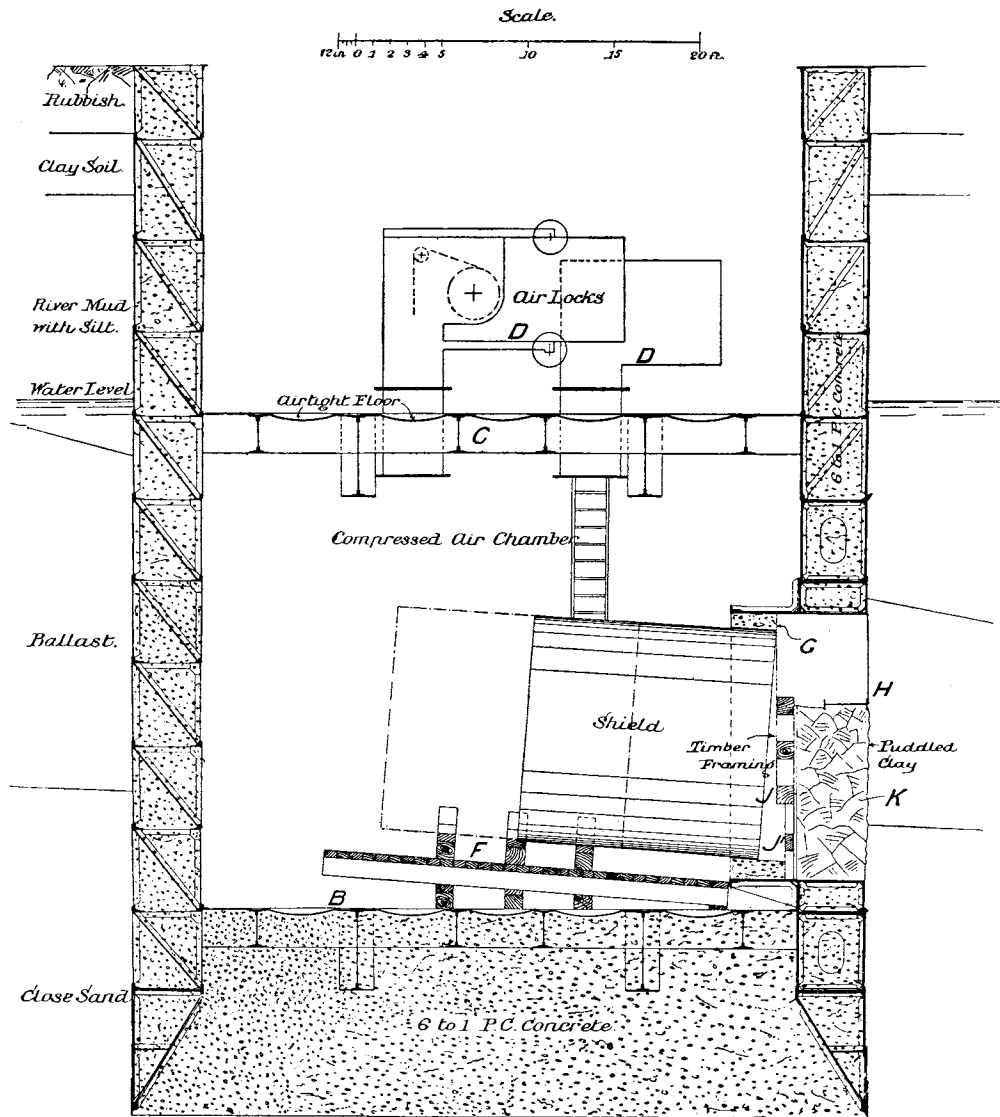 Scale.
12in. 0 1 2 3 4 5 10 15 20 ft.
Rubbish.
Clay Soil.
River Mud
with Silt.
Air Locks
D
D
Water Level
Airtight Floor
C
6 to 1 P.C. Concrete
Compressed Air Chamber
Ballast.
G
H
Shield
Timber
Framing
Puddled
Clay
J
K
J'
F
B
Close Sand
6 to 1 P.C. Concrete.